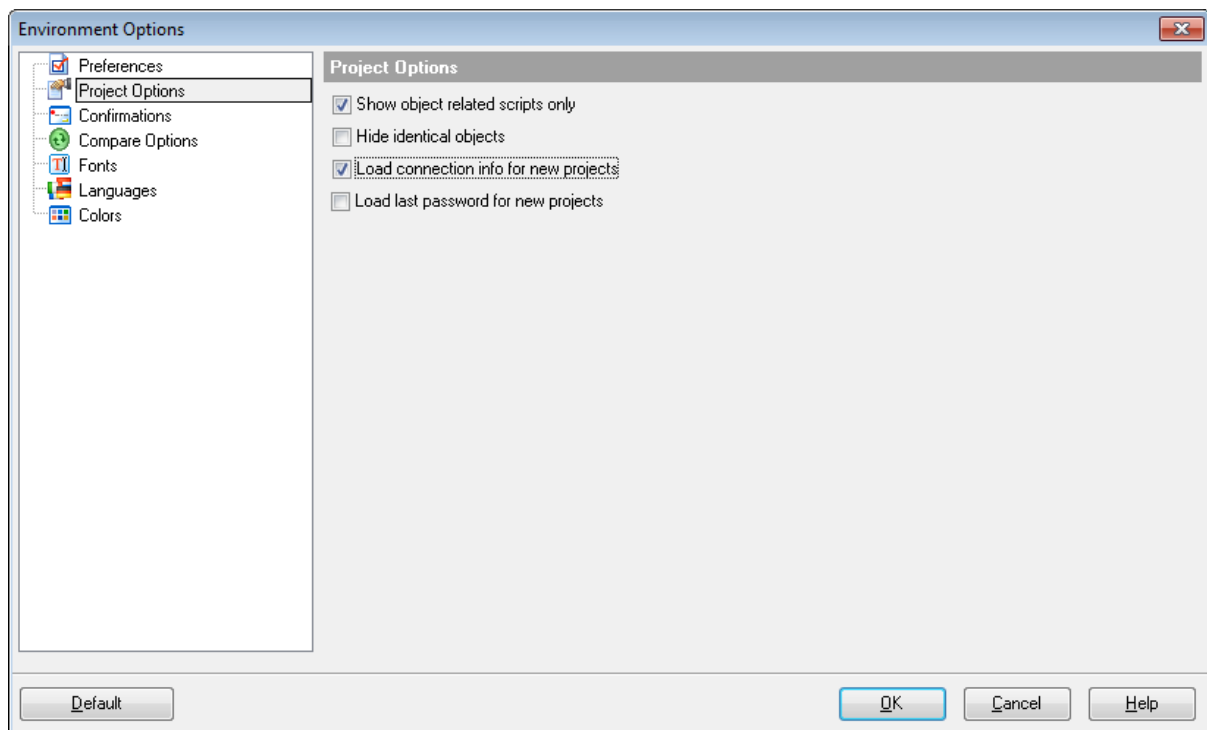 Environment Options
Preferences
Project Options
Confirmations
Compare Options
Fonts
Languages
Colors
Project Options
Show object related scripts only
Hide identical objects
Load connection info for new projects
Load last password for new projects
Default
OK
Cancel
Help